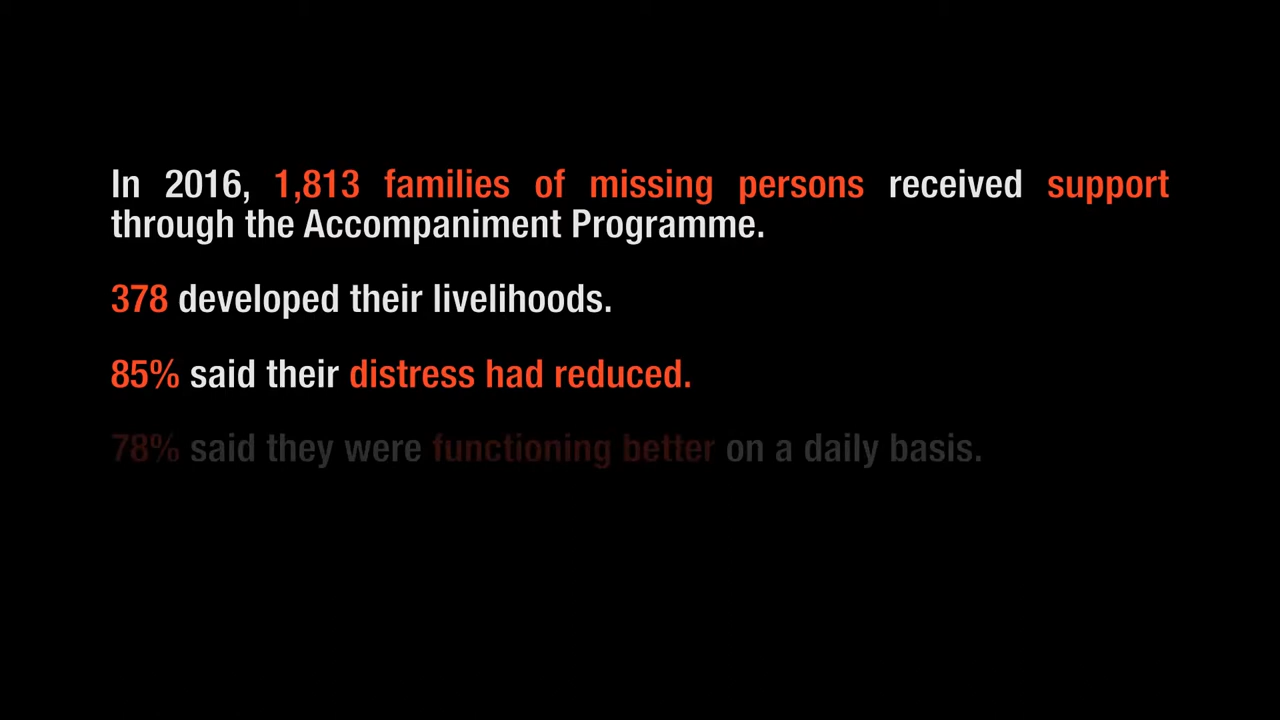 In 2016, 1,813 families of missing persons received support
through the Accompaniment Programme.
378 developed their livelihoods.
85% said their distress had reduced.
78% said they were functioning better on a daily basis.